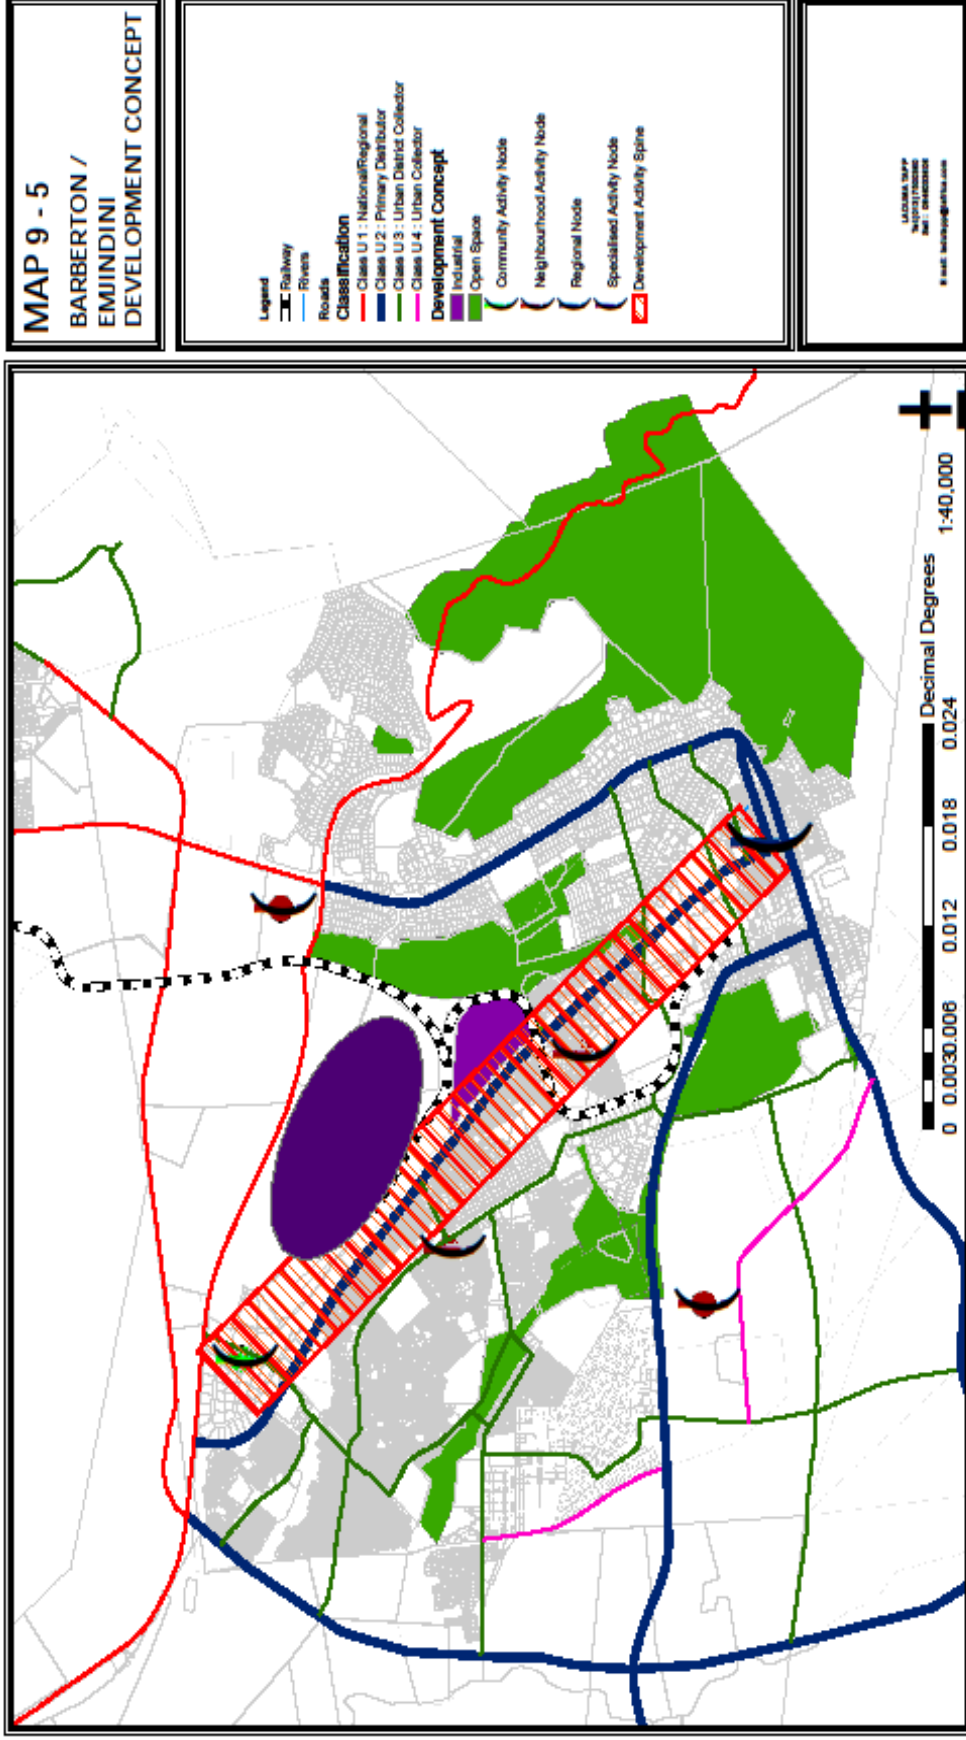 MAP 9 - 5
BARBERTON /
EMJINDINI
DEVELOPMENT CONCEPT
Legend
Railway
Rivers
Roads
Classification
Class U 1 : National/Regional
Class U 2 : Primary Distributor
Class U 3 : Urban District Collector
Class U 4 : Urban Collector
Development Concept
Industrial
Open Space
Community Activity Node
Neighbourhood Activity Node
Regional Node
Specialised Activity Node
Development Activity Spine
0 0.0030.006 0.012 0.018 0.024
Decimal Degrees
1:40,000